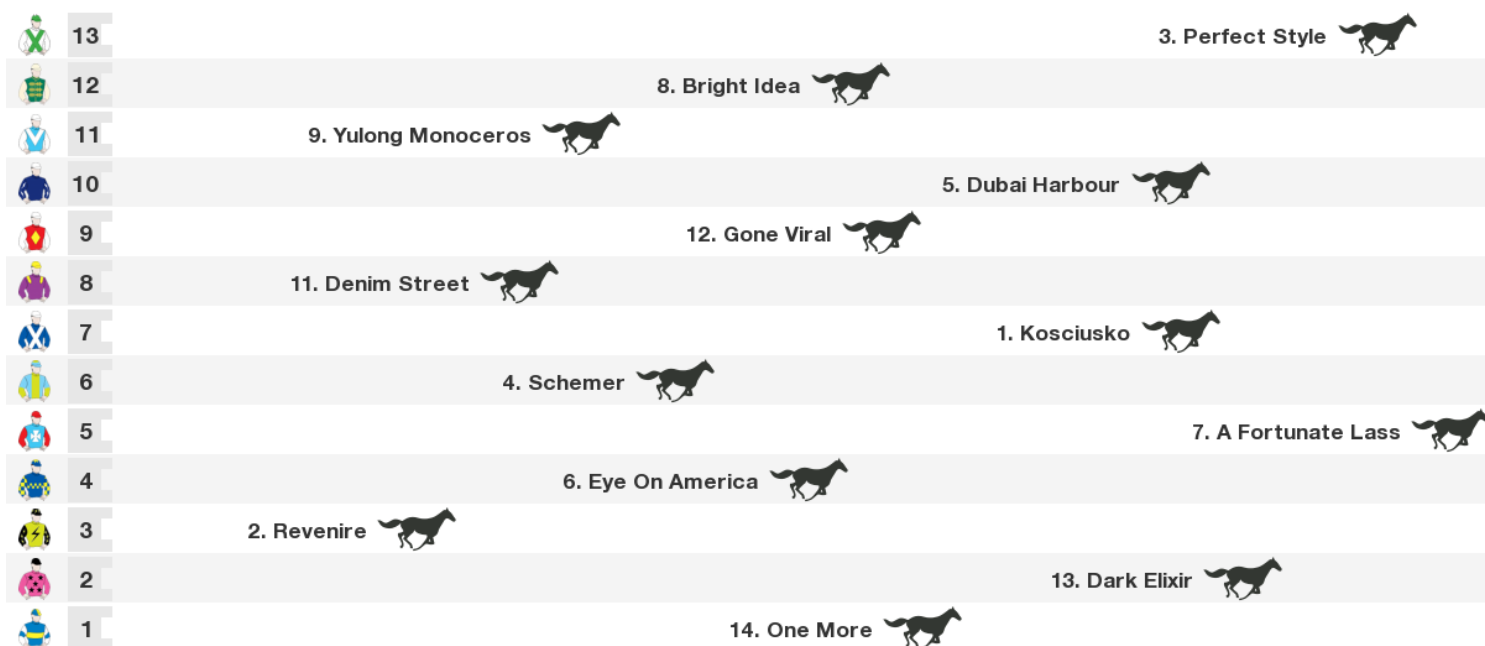 13 3. Perfect Style
12 8. Bright Idea
11 9. Yulong Monoceros
10 5. Dubai Harbour
9 12. Gone Viral
8 11. Denim Street
7 1. Kosciusko
6 4. Schemer
5 7. A Fortunate Lass
4 6. Eye On America
3 2. Revenire
2 13. Dark Elixir
1 14. One More